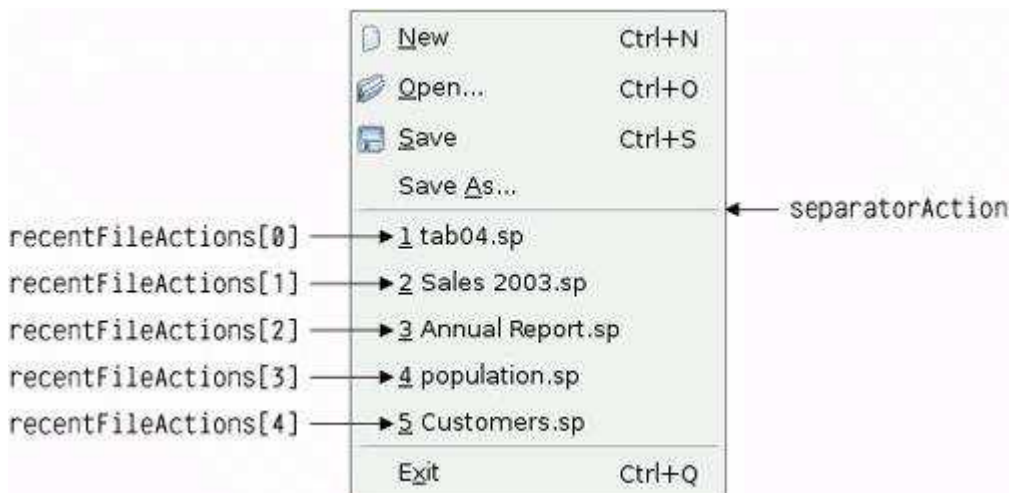 New Ctrl+N
Open... Ctrl+O
Save Ctrl+S
Save As...
separatorAction
recentFileActions[0] 1 tab04.sp
recentFileActions[1] 2 Sales 2003.sp
recentFileActions[2] 3 Annual Report.sp
recentFileActions[3] 4 population.sp
recentFileActions[4] 5 Customers.sp
Exit Ctrl+Q